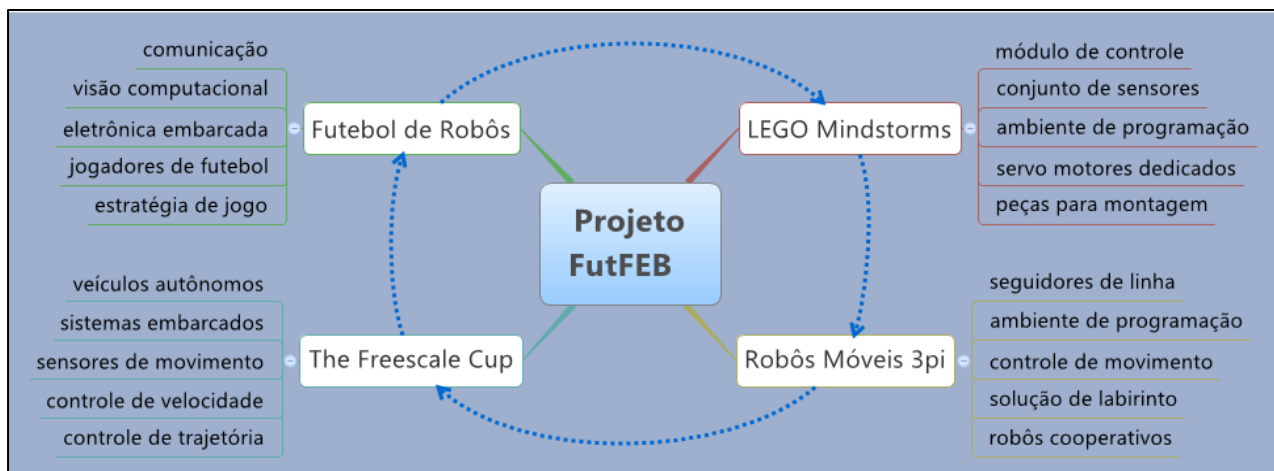 comunicação
visão computacional
eletrônica embarcada
jogadores de futebol
estratégia de jogo
Futebol de Robôs
LEGO Mindstorms
módulo de controle
conjunto de sensores
ambiente de programação
servo motores dedicados
peças para montagem
Projeto
FutFEB
veículos autônomos
sistemas embarcados
sensores de movimento
controle de velocidade
controle de trajetória
The Freescale Cup
Robôs Móveis 3pi
seguidores de linha
ambiente de programação
controle de movimento
solução de labirinto
robôs cooperativos